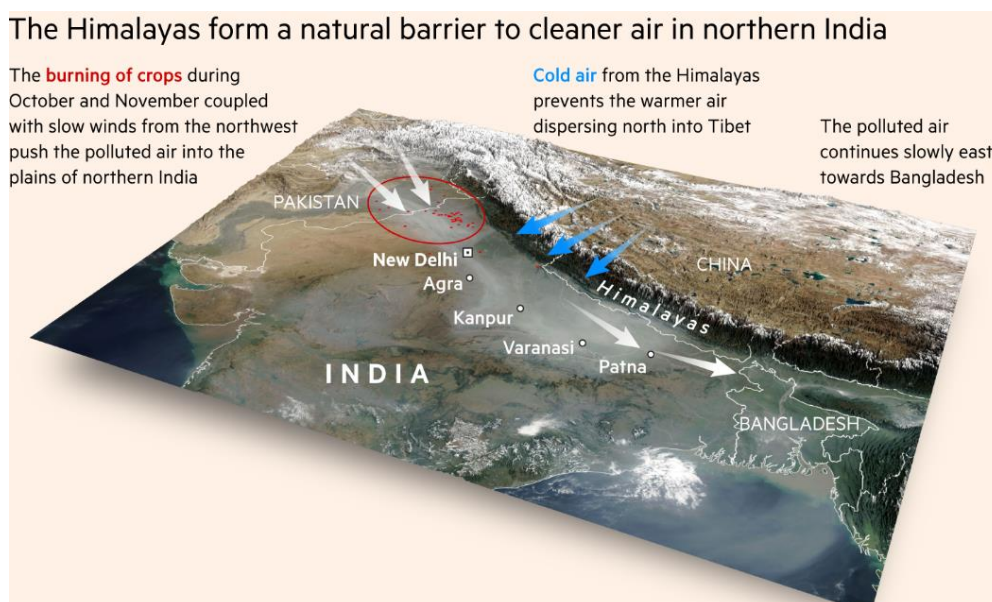 The Himalayas form a natural barrier to cleaner air in northern India
The burning of crops during
October and November coupled
with slow winds from the northwest
push the polluted air into the
plains of northern India
Cold air from the Himalayas
prevents the warmer air
dispersing north into Tibet
The polluted air
continues slowly east
towards Bangladesh
PAKISTAN
New Delhi
Agra
Kanpur
Varanasi
Patna
INDIA
CHINA
Himalayas
BANGLADESH